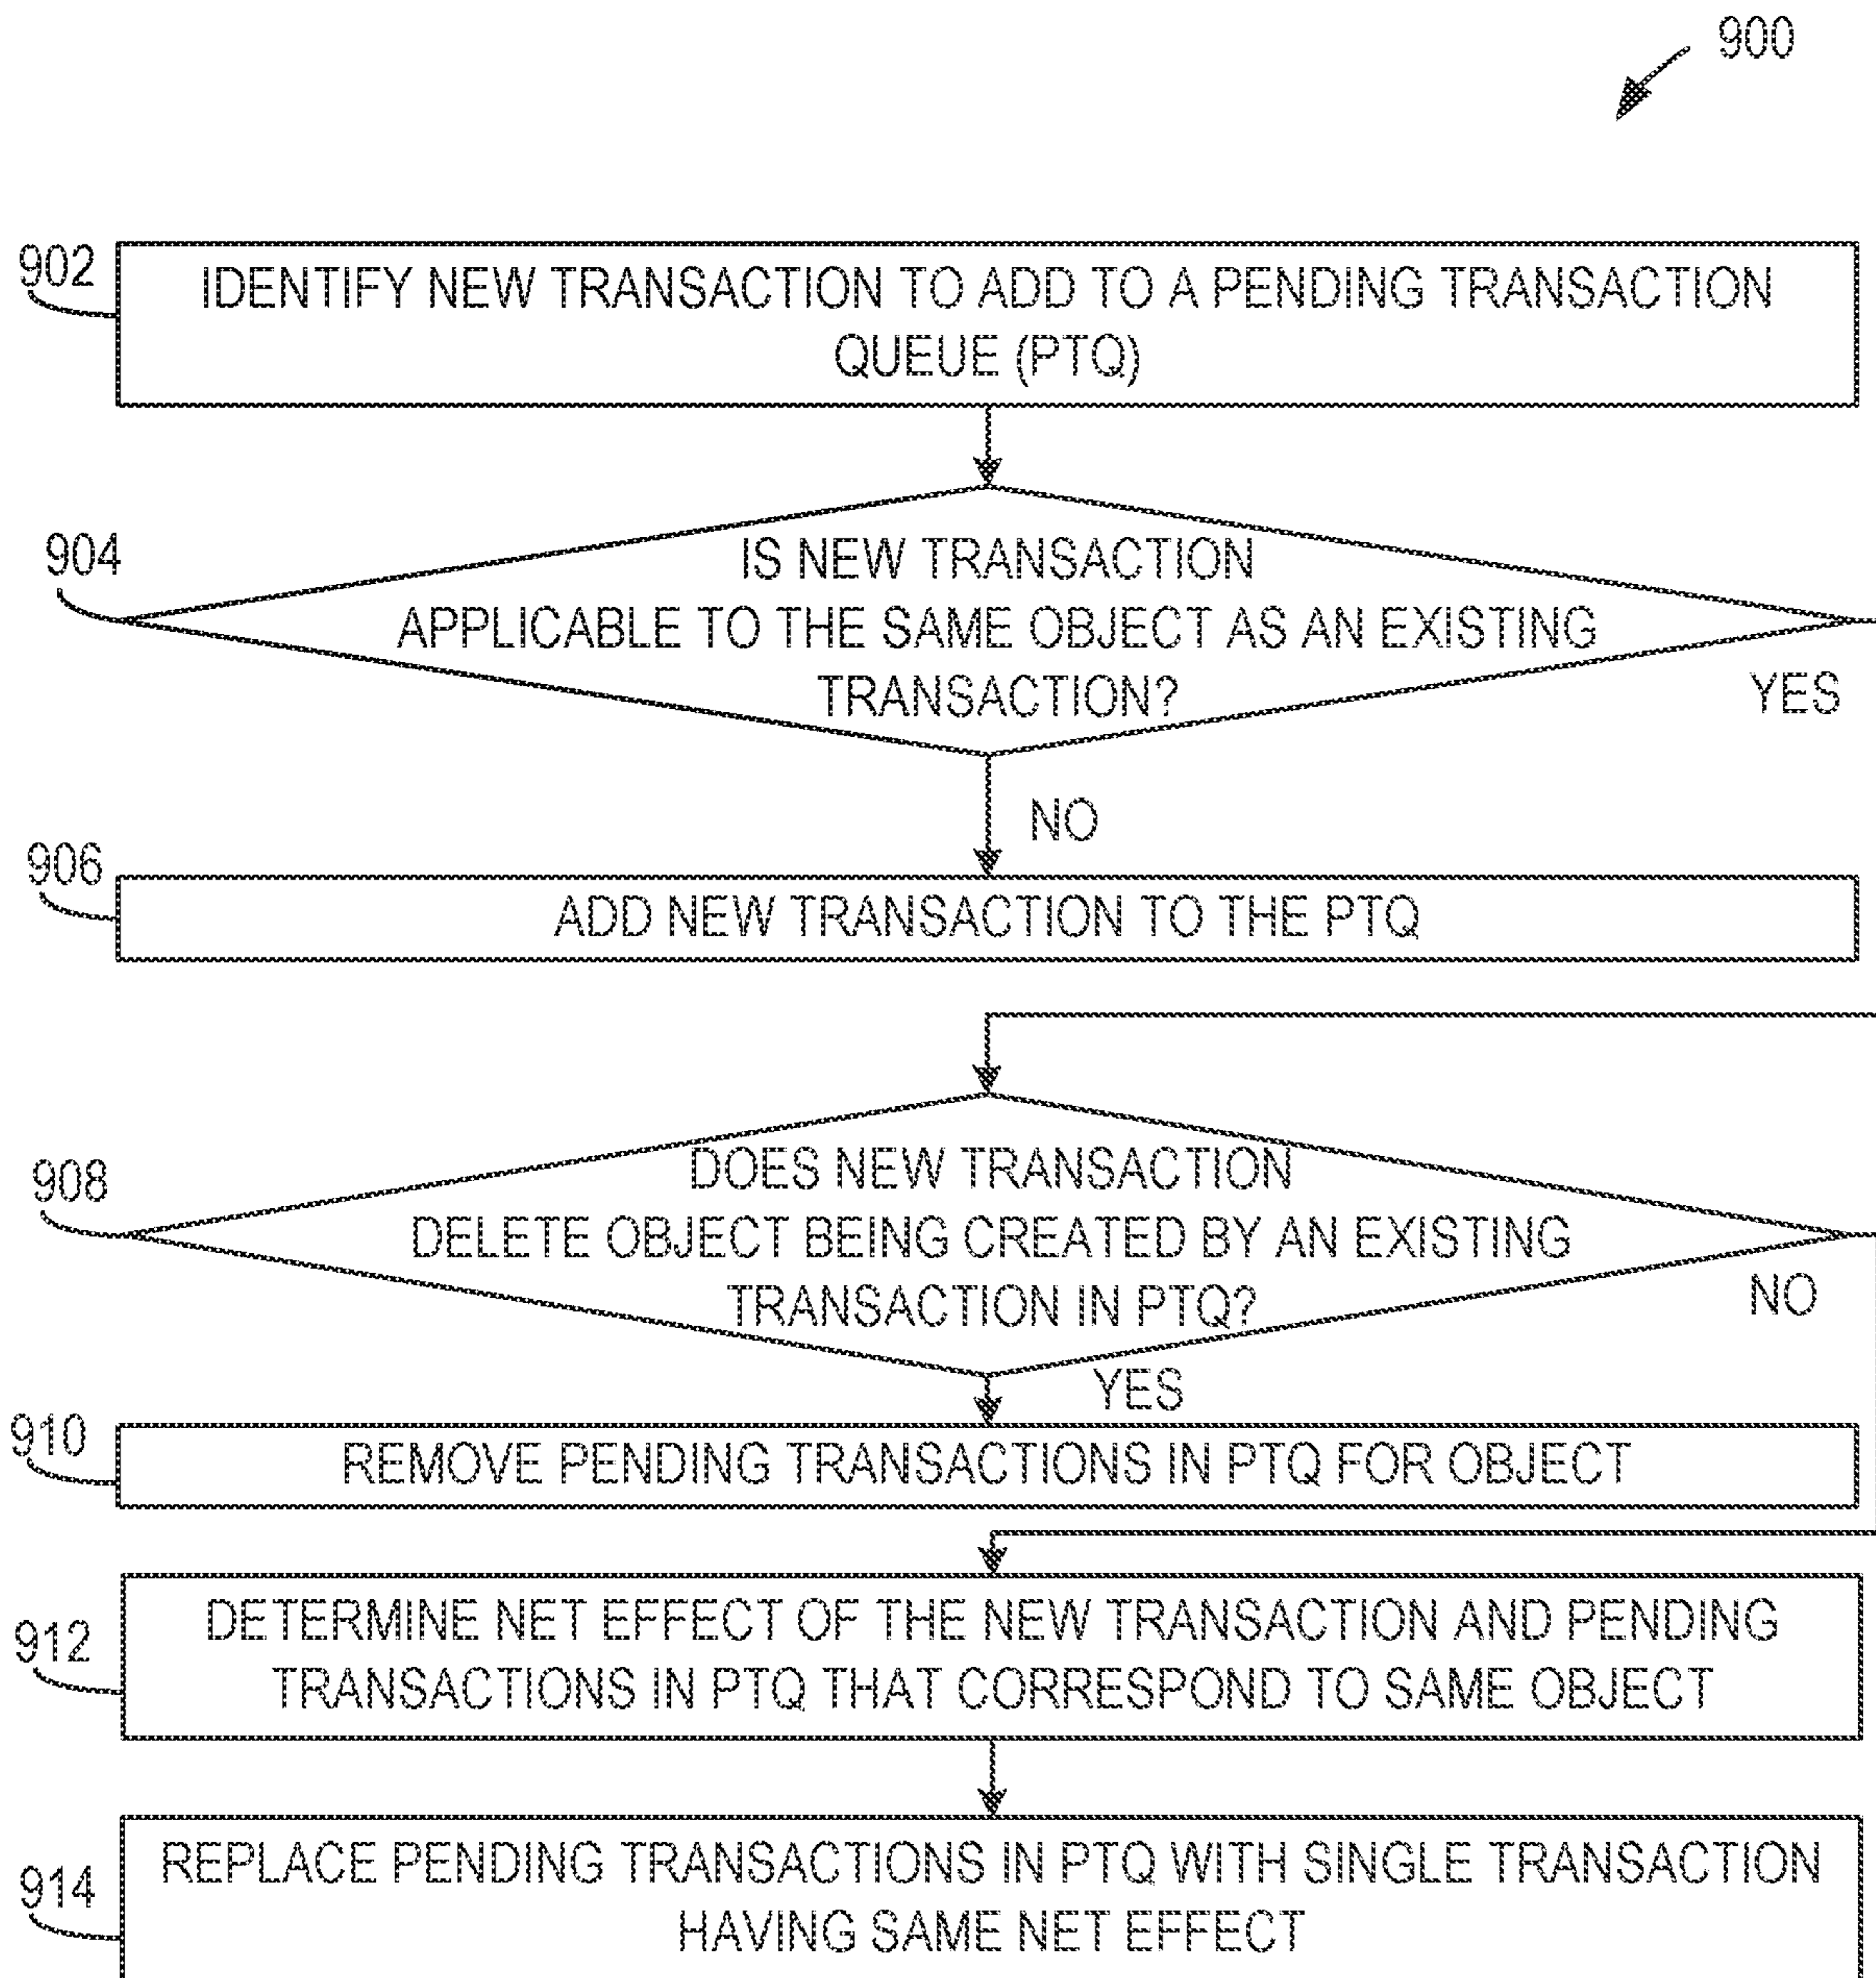 900
902
IDENTIFY NEW TRANSACTION TO ADD TO A PENDING TRANSACTION
QUEUE (PTQ)
904
IS NEW TRANSACTION
APPLICABLE TO THE SAME OBJECT AS AN EXISTING
TRANSACTION?
YES
NO
906
ADD NEW TRANSACTION TO THE PTQ
908
DOES NEW TRANSACTION
DELETE OBJECT BEING CREATED BY AN EXISTING
TRANSACTION IN PTQ?
NO
YES
910
REMOVE PENDING TRANSACTIONS IN PTQ FOR OBJECT
912
DETERMINE NET EFFECT OF THE NEW TRANSACTION AND PENDING
TRANSACTIONS IN PTQ THAT CORRESPOND TO SAME OBJECT
914
REPLACE PENDING TRANSACTIONS IN PTQ WITH SINGLE TRANSACTION
HAVING SAME NET EFFECT